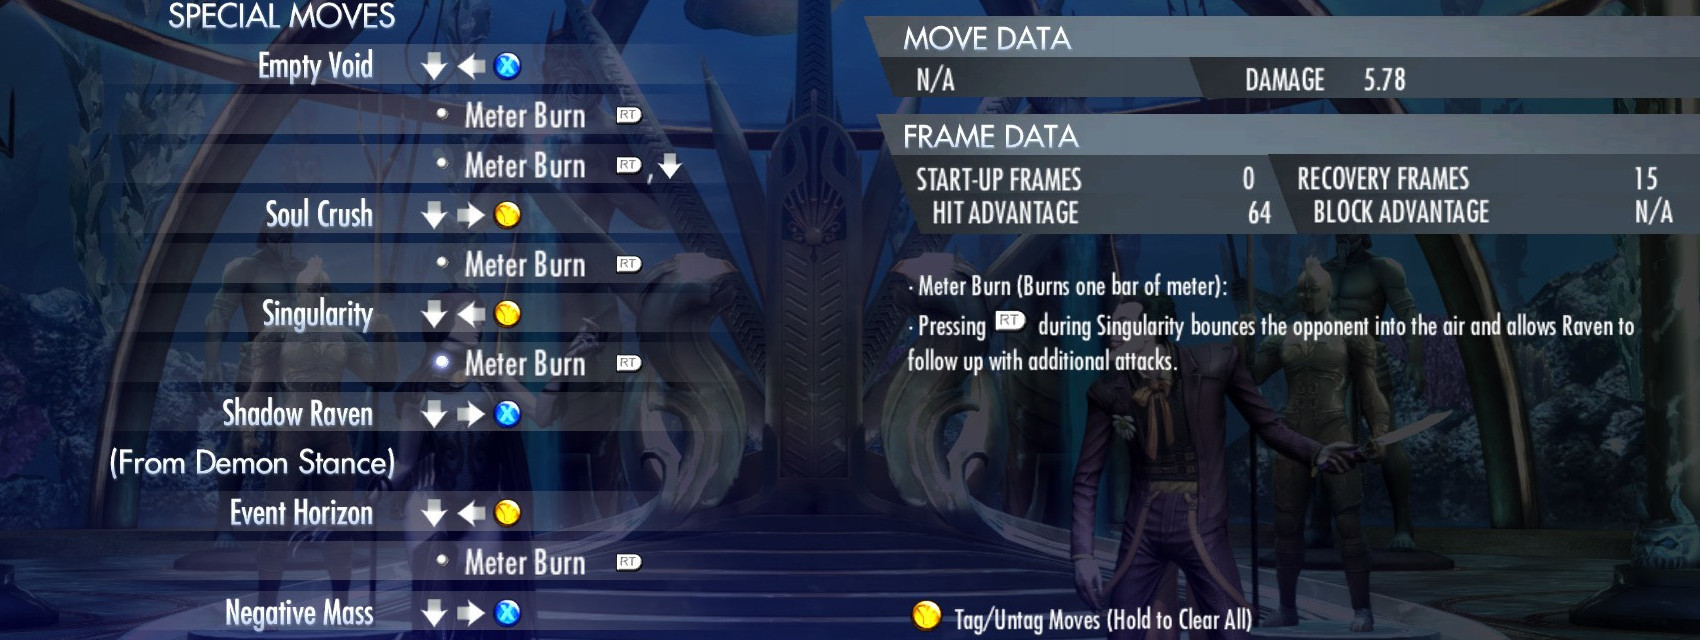 SPECIAL MOVES
Empty Void X
Meter Burn RT
Meter Burn RT ,
Soul Crush Y
Meter Burn RT
Singularity Y
Meter Burn RT
Shadow Raven X
(From Demon Stance)
Event Horizon Y
Meter Burn RT
Negative Mass X
MOVE DATA
N/A DAMAGE 5.78
FRAME DATA
START-UP FRAMES 0 RECOVERY FRAMES 15
HIT ADVANTAGE 64 BLOCK ADVANTAGE N/A
· Meter Burn (Burns one bar of meter):
· Pressing RT during Singularity bounces the opponent into the air and allows Raven to
follow up with additional attacks.
Y Tag/Untag Moves (Hold to Clear All)